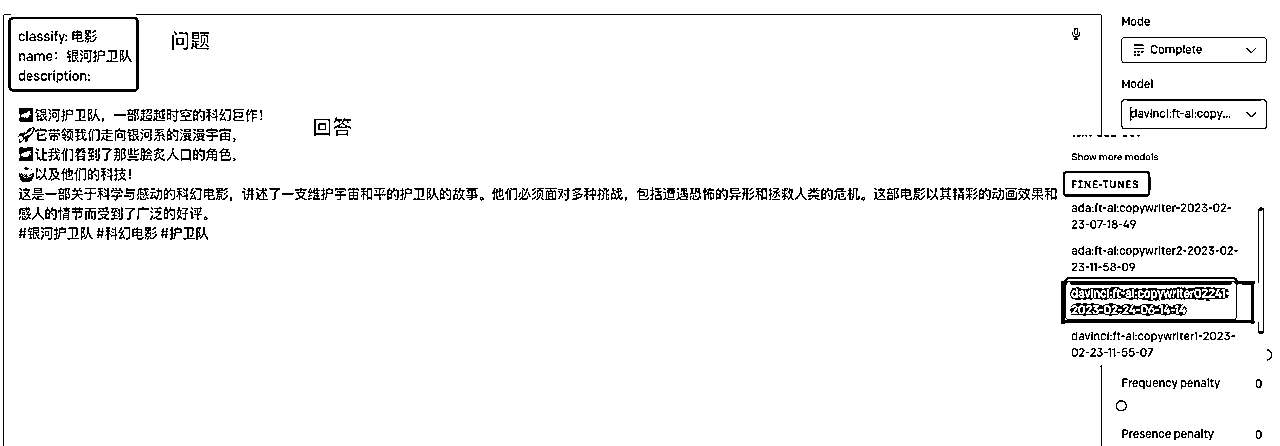 classify: 电影
name：银河护卫队
description:
问题
银河护卫队，一部超越时空的科幻巨作！
它带领我们走向银河系的漫漫宇宙，
让我们看到了那些脍炙人口的角色，
以及他们的科技！
回答
这是一部关于科学与感动的科幻电影，讲述了一支维护宇宙和平的护卫队的故事。他们必须面对多种挑战，包括遭遇恐怖的异形和拯救人类的危机。这部电影以其精彩的动画效果和
感人的情节而受到了广泛的好评。
#银河护卫队 #科幻电影 #护卫队
Mode
Complete
Model
davinci:ft-al:copy...
Show more models
FINE-TUNES
ada:ft-al:copywriter-2023-02-
23-07-18-49
ada:ft-al:copywriter2-2023-02-
23-11-58-09
davinci:ft-al:copywriter02241-
2023-02-24-06-14-14
davinci:ft-al:copywriter1-2023-
02-23-11-55-07
Frequency penalty 0
Presence penalty 0